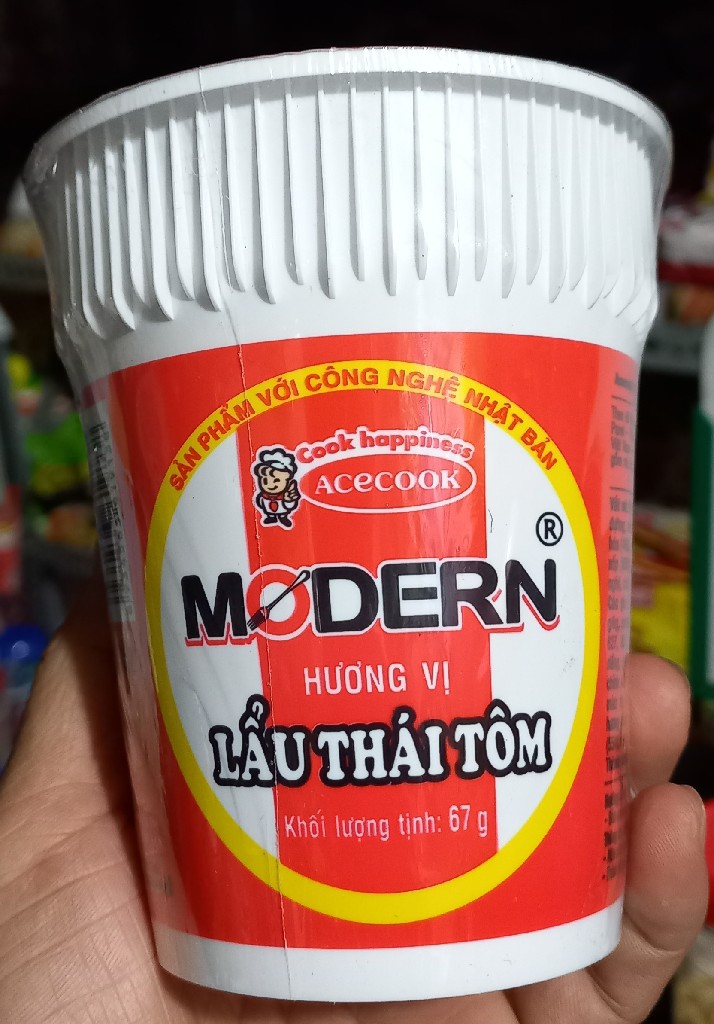 SẢN PHẨM VỚI CÔNG NGHỆ NHẬT BẢN
Cook happiness
ACECOOK
MODERN ®
HƯƠNG VỊ
LẨU THÁI TÔM
Khối lượng tịnh: 67 g